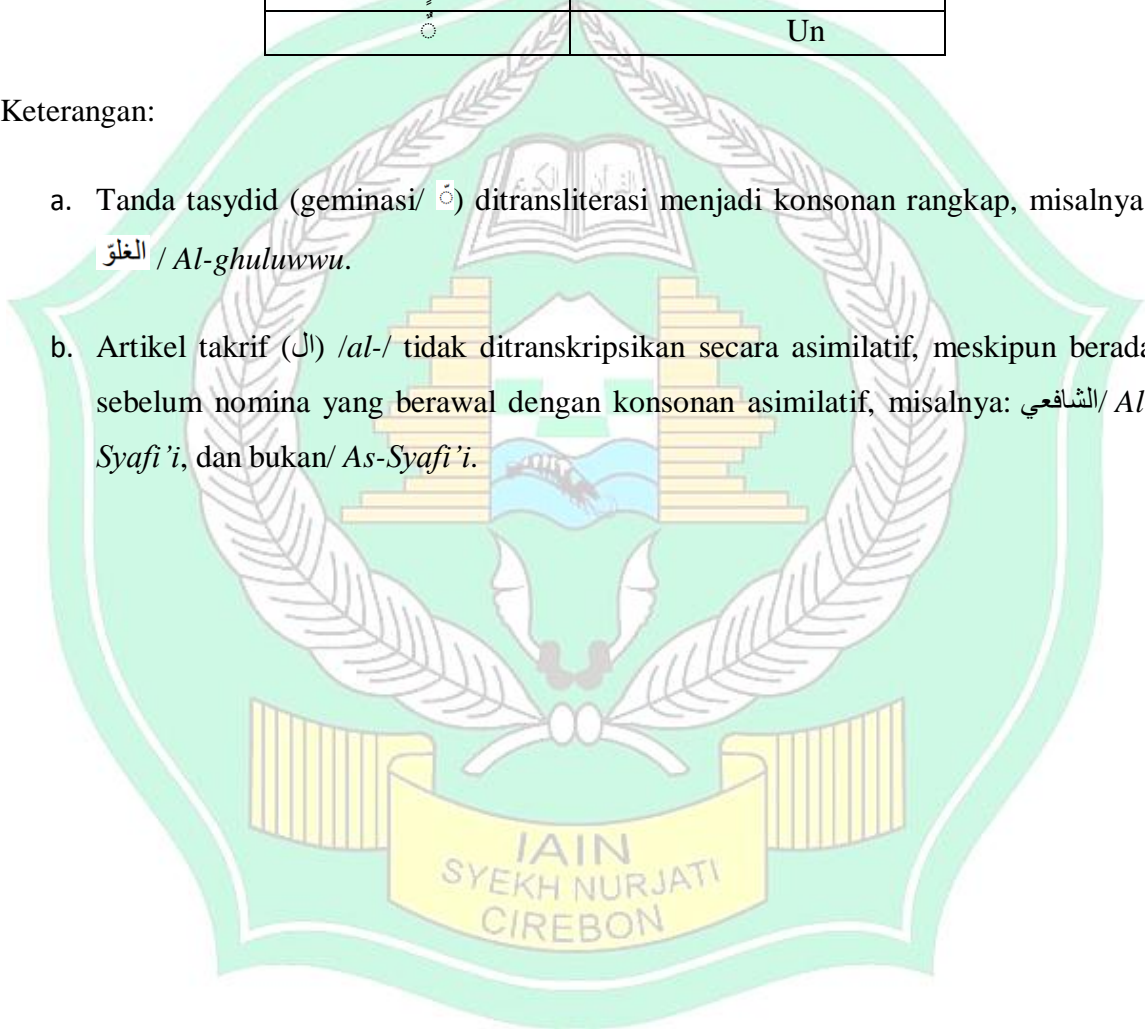 ٌ Un
Keterangan:
a. Tanda tasydid (geminasi/ ّ) ditransliterasi menjadi konsonan rangkap, misalnya
الغلوّ / Al-ghuluwwu.
b. Artikel takrif (ال) /al-/ tidak ditranskripsikan secara asimilatif, meskipun berada
sebelum nomina yang berawal dengan konsonan asimilatif, misalnya: الشافعي/ Al
Syafi’i, dan bukan/ As-Syafi’i.
القرآن الكريم
IAIN
SYEKH NURJATI
CIREBON